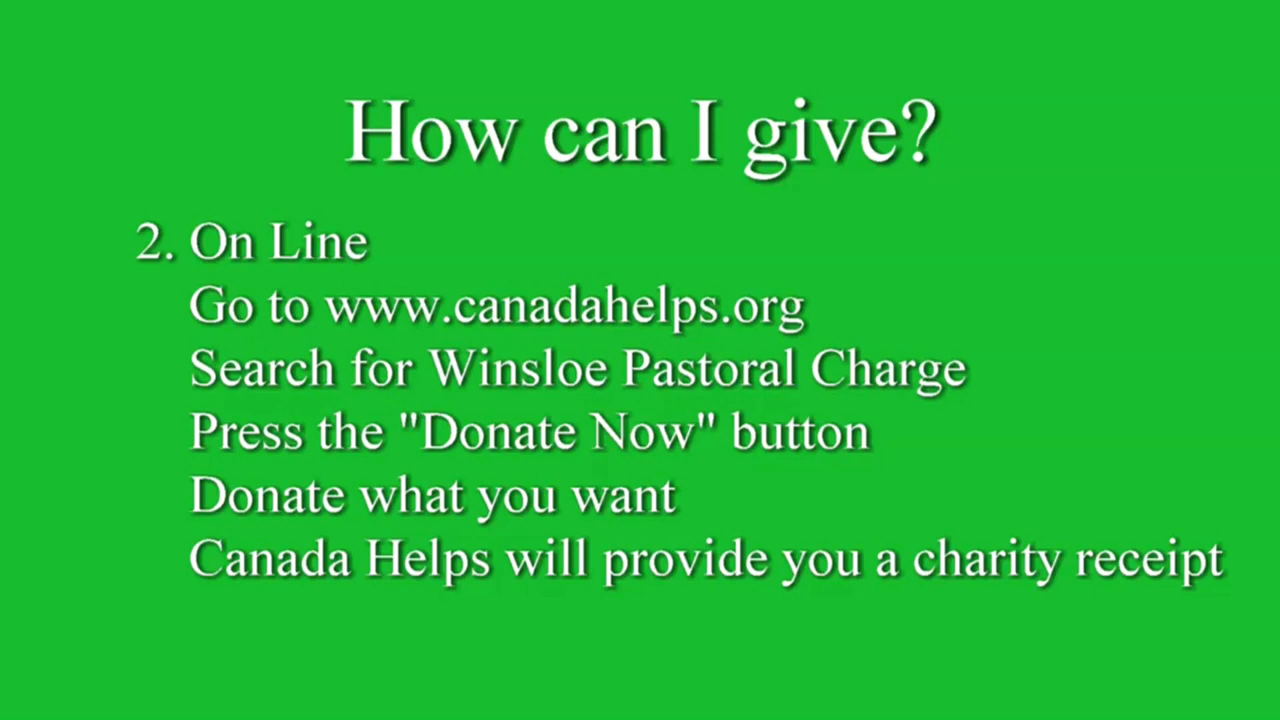 How can I give?
2. On Line
Go to www.canadahelps.org
Search for Winsloe Pastoral Charge
Press the "Donate Now" button
Donate what you want
Canada Helps will provide you a charity receipt